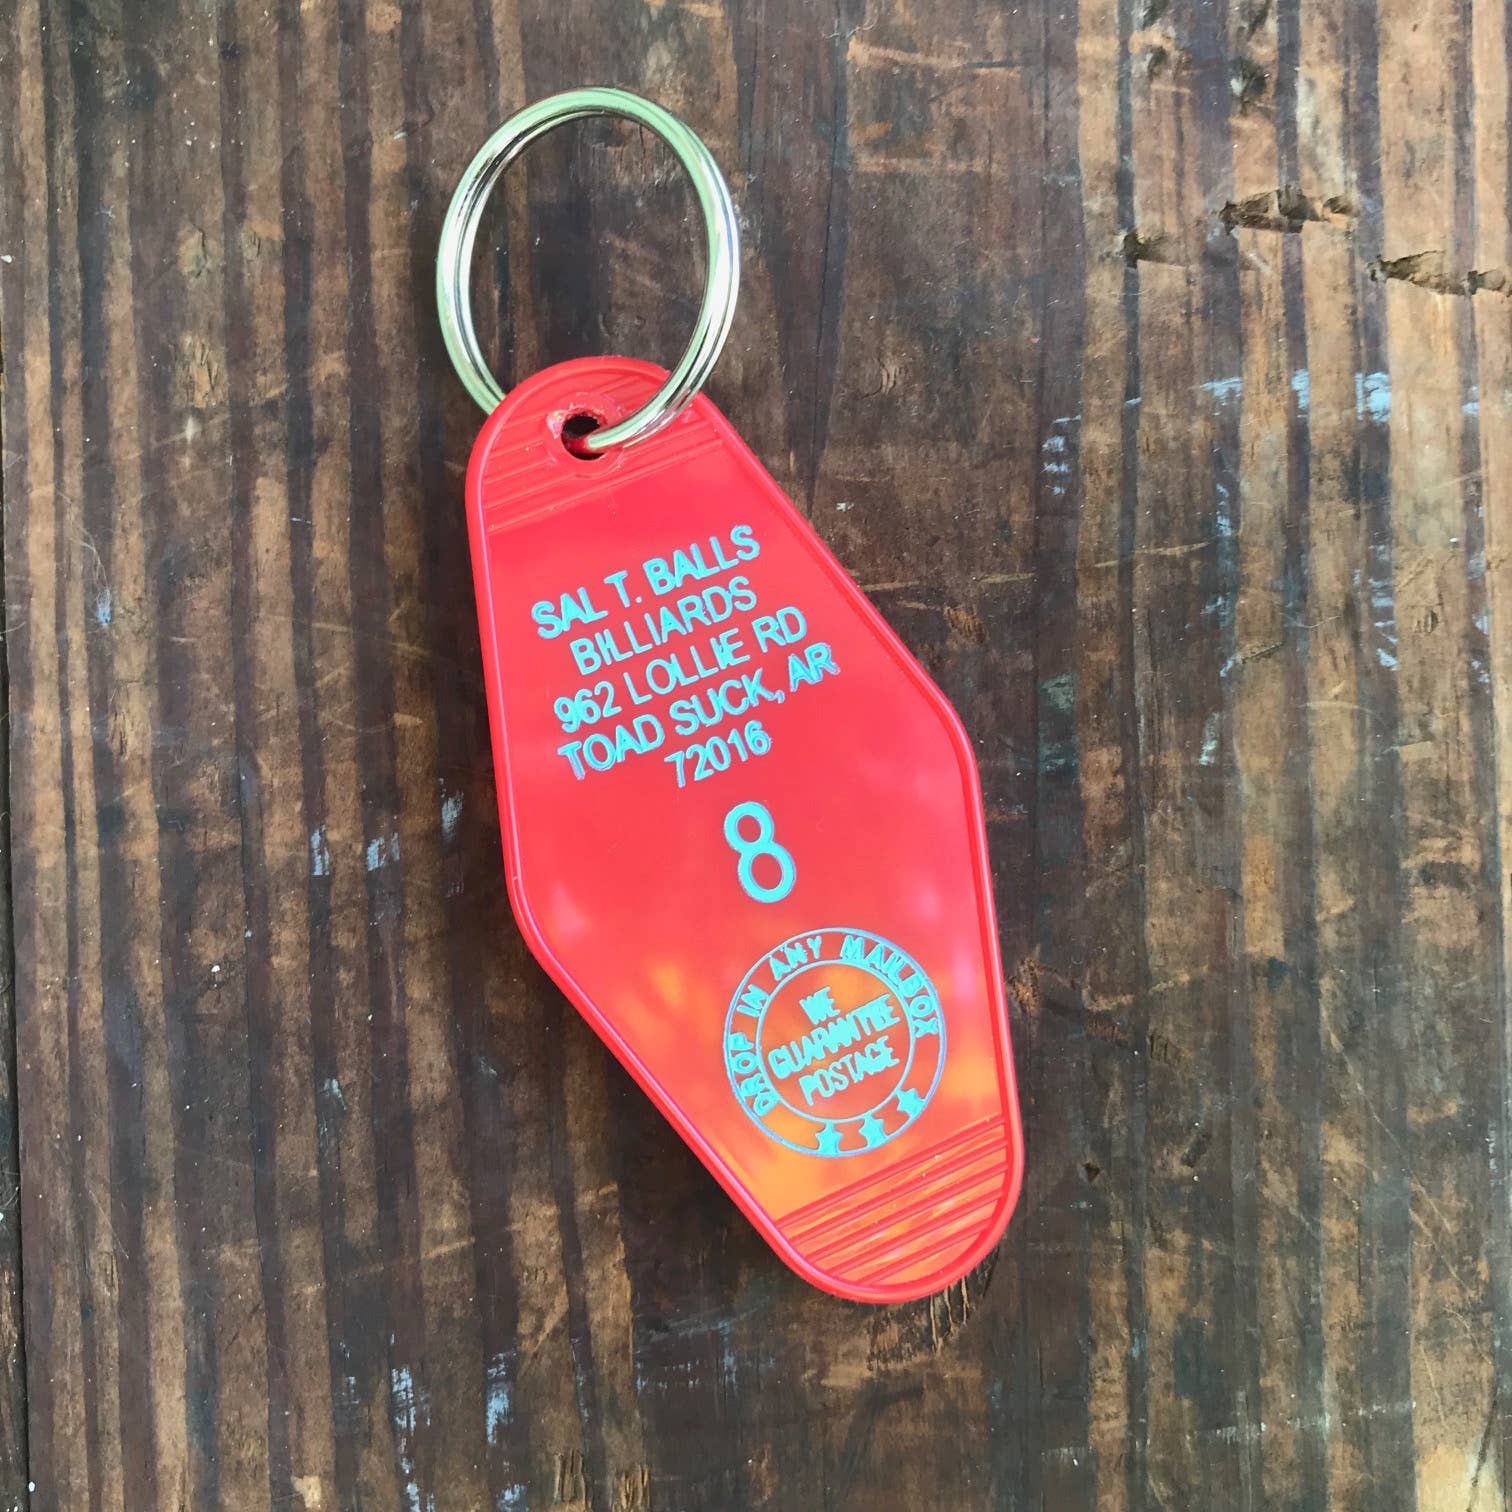 SAL T. BALLS
BILLIARDS
962 LOLLIE RD
TOAD SUCK, AR
72016
8
DROP IN ANY MAILBOX
WE
GUARANTEE
POSTAGE